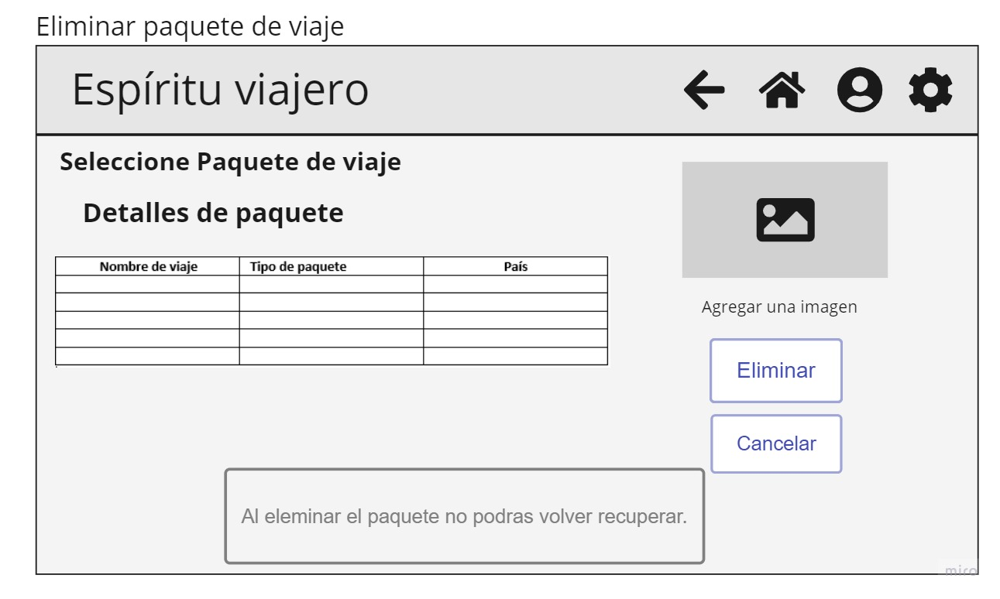 Eliminar paquete de viaje
Espíritu viajero
Seleccione Paquete de viaje
Detalles de paquete
Nombre de viaje Tipo de paquete País
Agregar una imagen
Eliminar
Cancelar
Al eleminar el paquete no podras volver recuperar.
miro